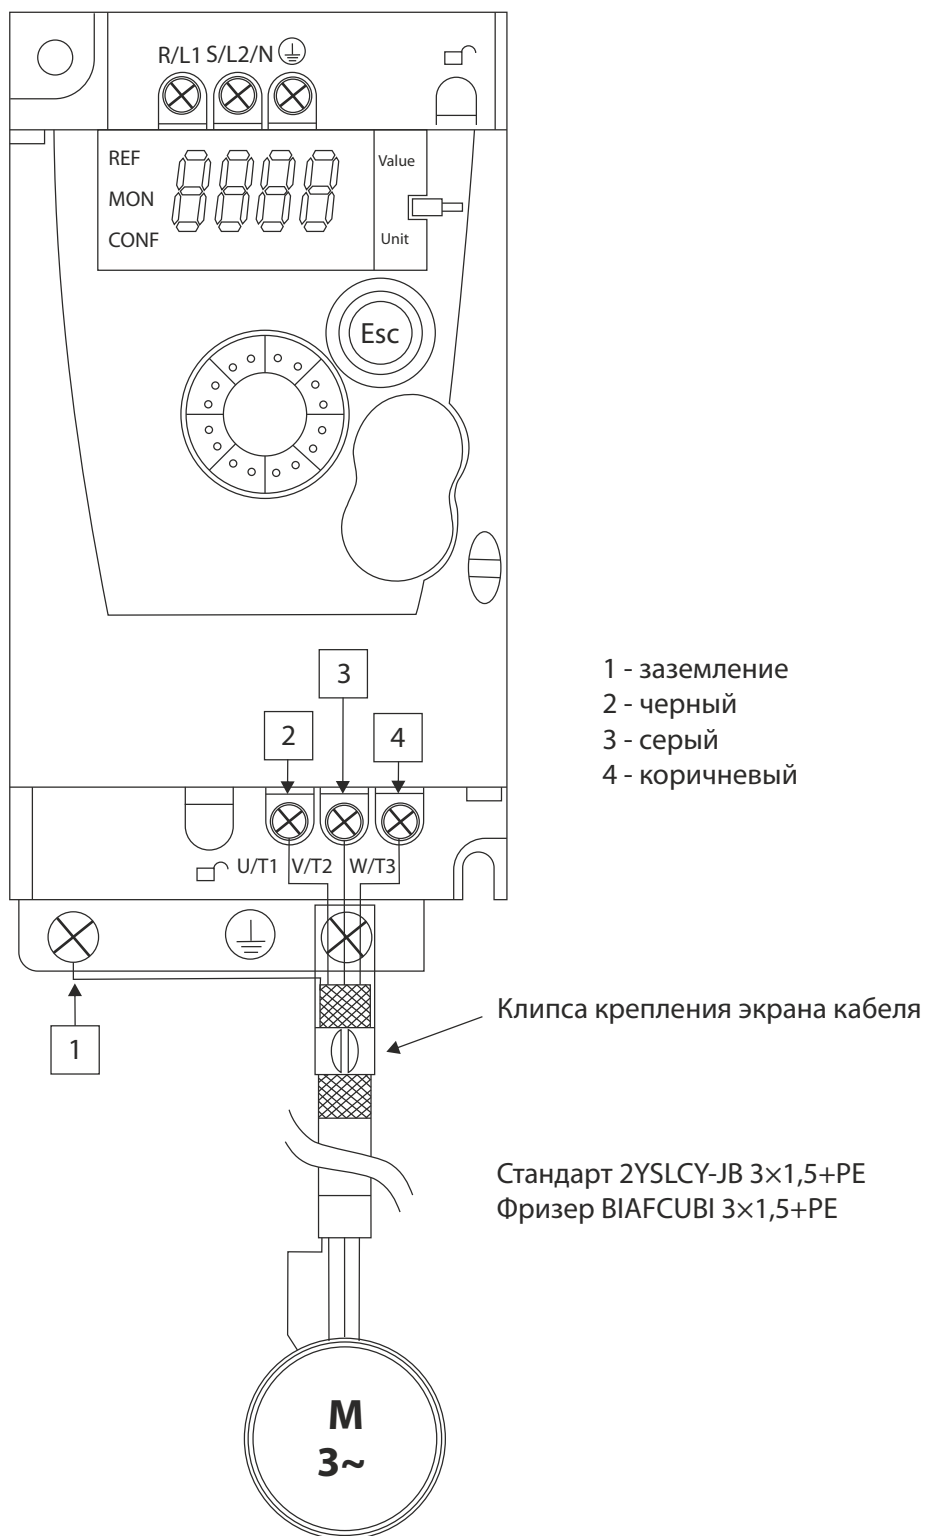 R/L1 S/L2/N
REF
MON
CONF
Value
Unit
Esc
3
2
4
1 - заземление
2 - черный
3 - серый
4 - коричневый
U/T1 V/T2 W/T3
1
Клипса крепления экрана кабеля
Стандарт 2YSLCY-JB 3×1,5+PE
Фризер BIAFCUBI 3×1,5+PE
M
3~